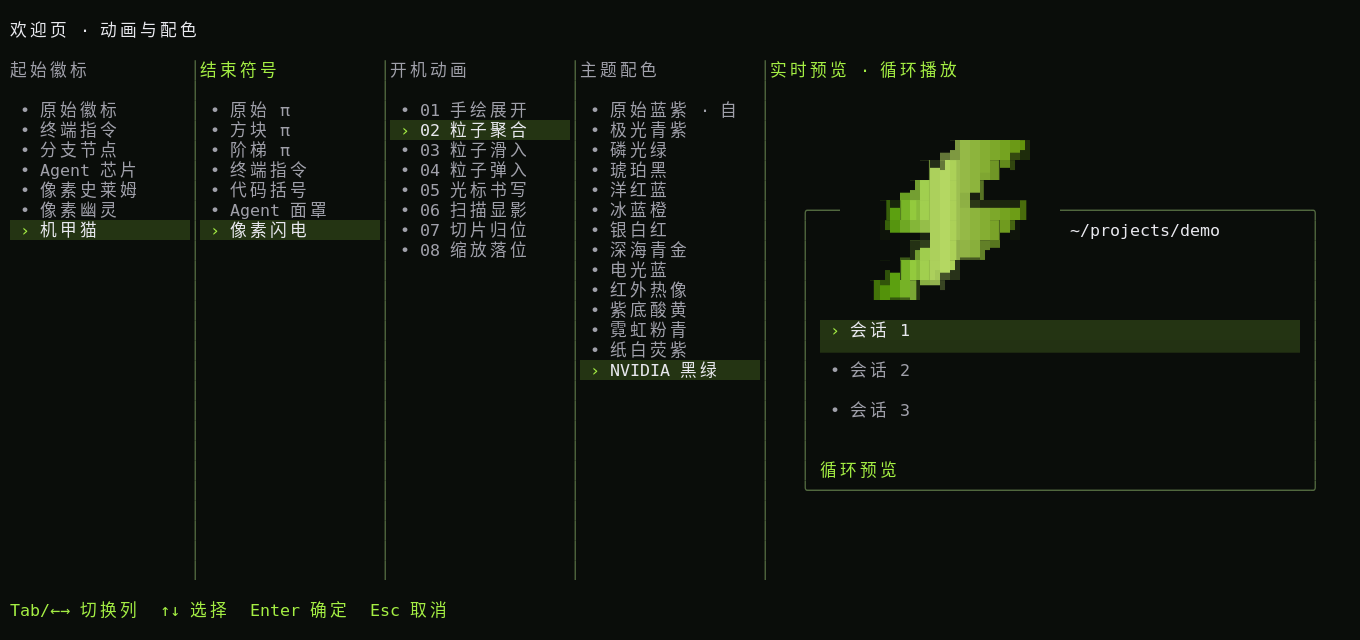 欢迎页 · 动画与配色
起始徽标
• 原始徽标
• 终端指令
• 分支节点
• Agent 芯片
• 像素史莱姆
• 像素幽灵
› 机甲猫
结束符号
• 原始 π
• 方块 π
• 阶梯 π
• 终端指令
• 代码括号
• Agent 面罩
› 像素闪电
开机动画
• 01 手绘展开
› 02 粒子聚合
• 03 粒子滑入
• 04 粒子弹入
• 05 光标书写
• 06 扫描显影
• 07 切片归位
• 08 缩放落位
主题配色
• 原始蓝紫 · 自
• 极光青紫
• 磷光绿
• 琥珀黑
• 洋红蓝
• 冰蓝橙
• 银白红
• 深海青金
• 电光蓝
• 红外热像
• 紫底酸黄
• 霓虹粉青
• 纸白荧紫
› NVIDIA 黑绿
实时预览 · 循环播放
~/projects/demo
› 会话 1
• 会话 2
• 会话 3
循环预览
Tab/←→ 切换列  ↑↓ 选择  Enter 确定  Esc 取消